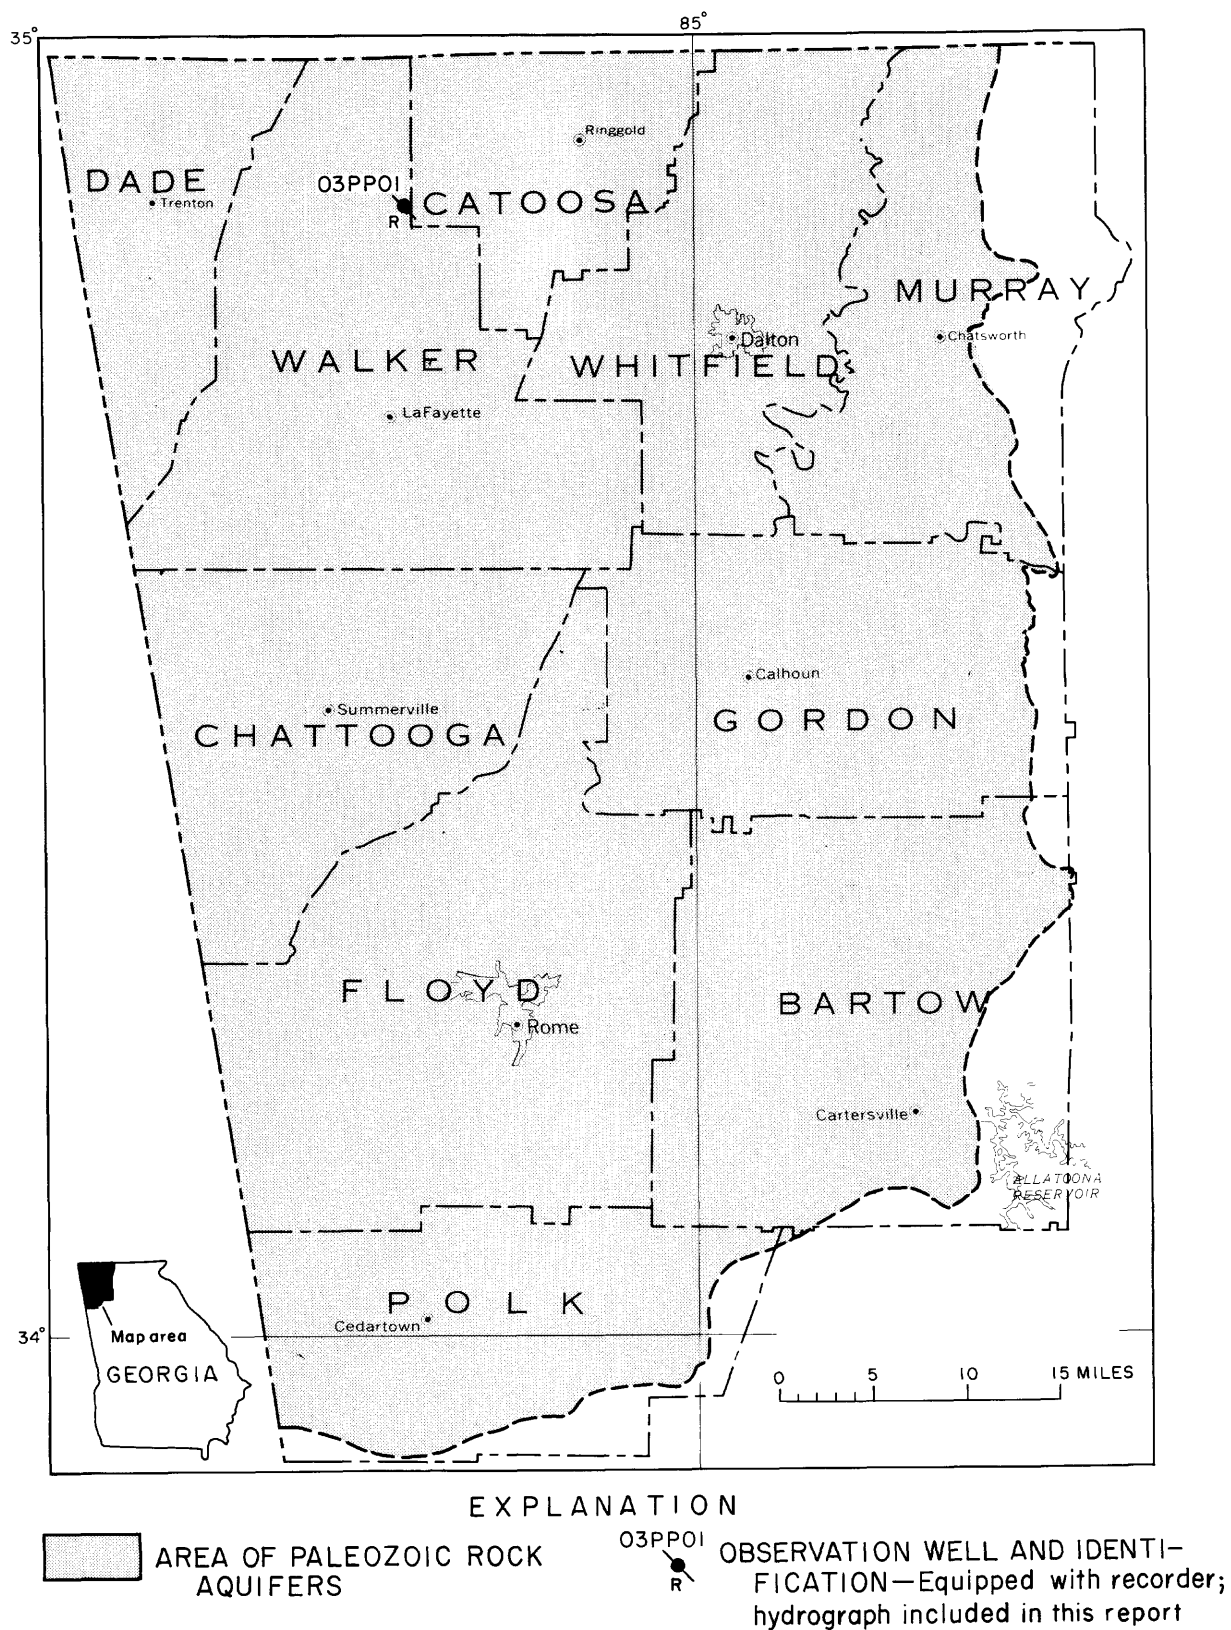 85°
35°
Ringgold
DADE
Trenton
03PP01
R
CATOOSA
MURRAY
Chatsworth
Dalton
WALKER
WHITFIELD
LaFayette
Calhoun
Summerville
GORDON
CHATTOOGA
FLOYD
Rome
BARTOW
Cartersville
ALLATOONA
RESERVOIR
POLK
Cedartown
34°
Map area
GEORGIA
0 5 10 15 MILES
EXPLANATION
AREA OF PALEOZOIC ROCK
AQUIFERS
03PP01
R
OBSERVATION WELL AND IDENTI-
FICATION—Equipped with recorder;
hydrograph included in this report